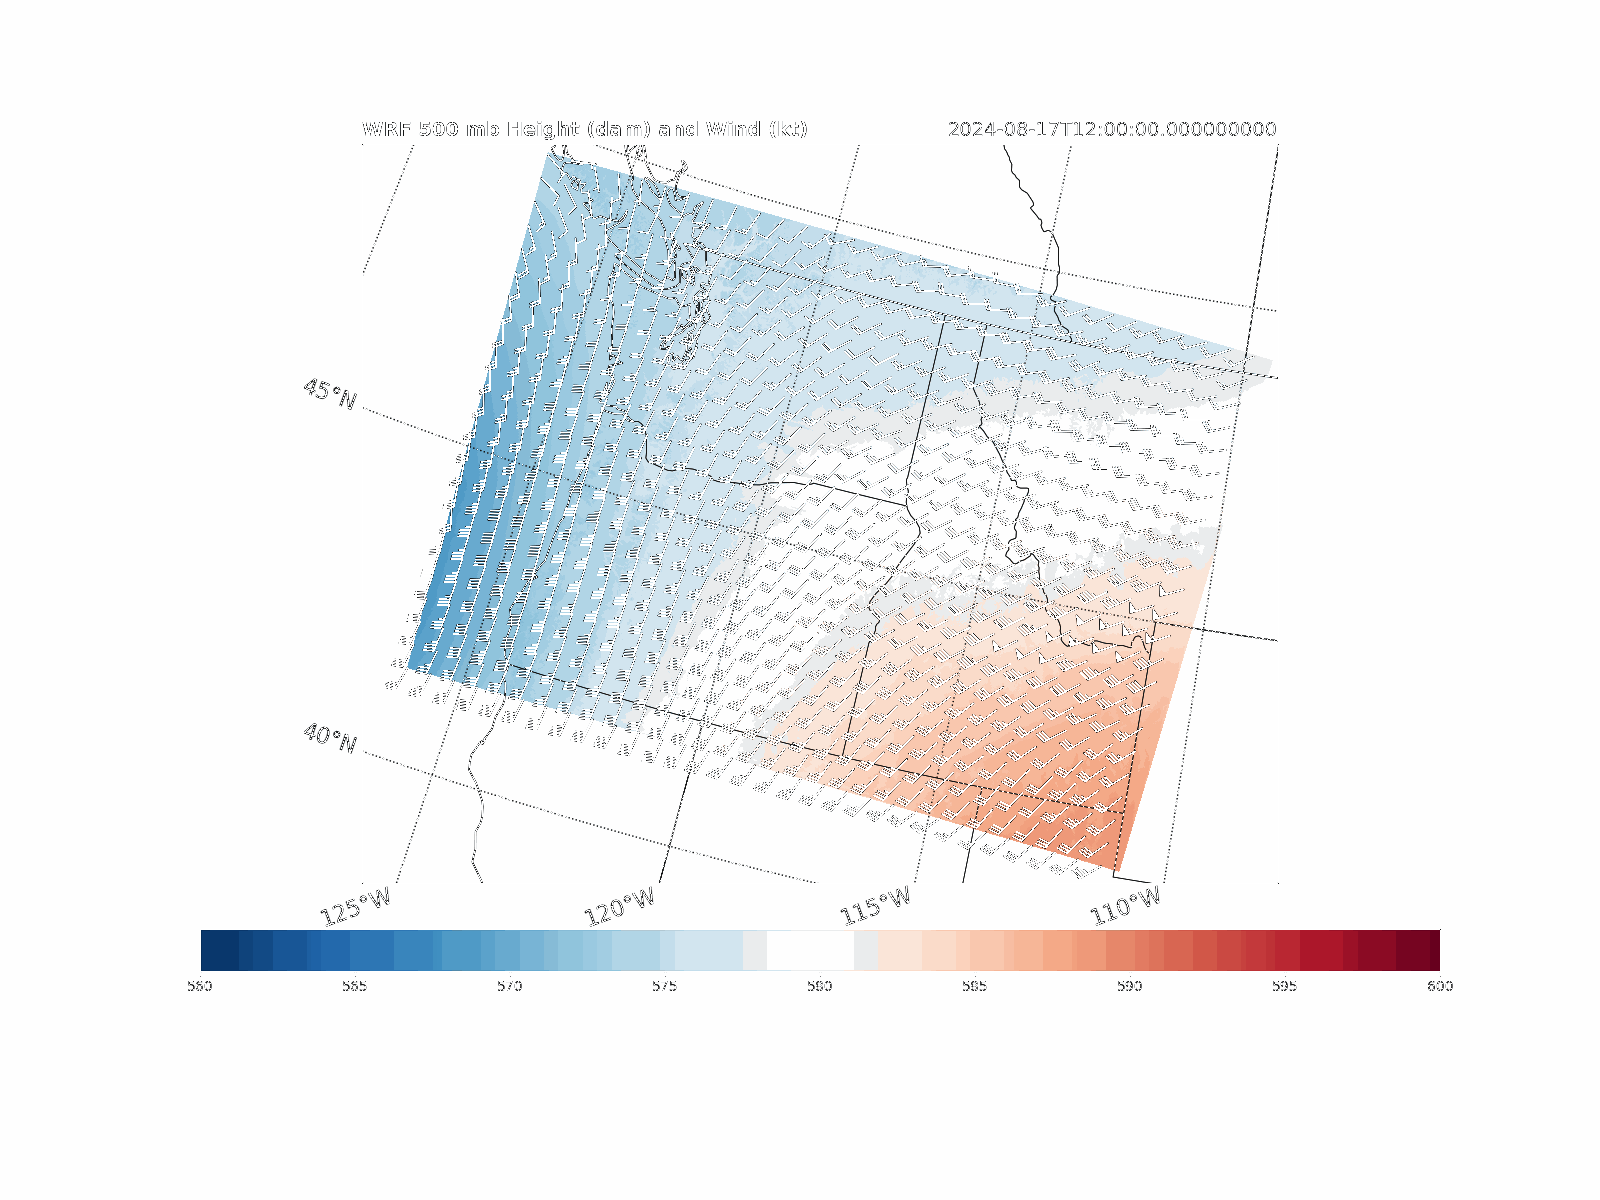 WRF 500 mb Height (dam) and Wind (kt) 2024-08-17T12:00:00.000000000
45°N
40°N
125°W 120°W 115°W 110°W
560 565 570 575 580 585 590 595 600